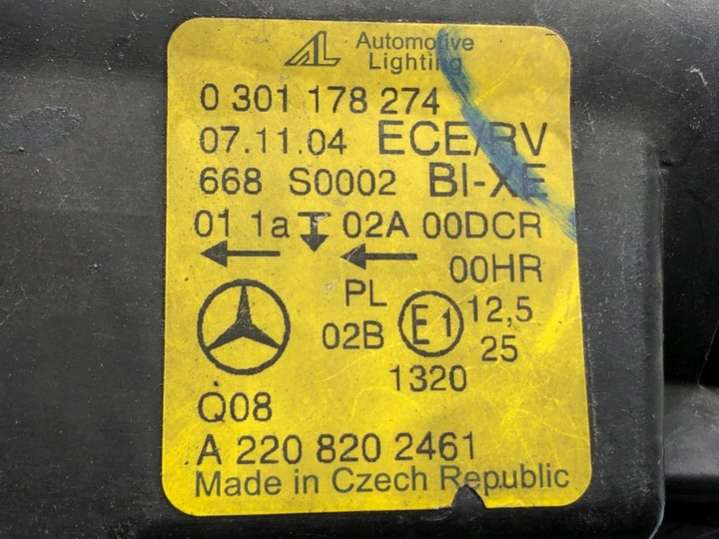 AL Automotive
Lighting
0 301 178 274
07.11.04 ECE/RV
668 S0002 BI-XE
01 1a 02A 00DCR
00HR
PL
02B E1 12,5
25
1320
Q08
A 220 820 2461
Made in Czech Republic